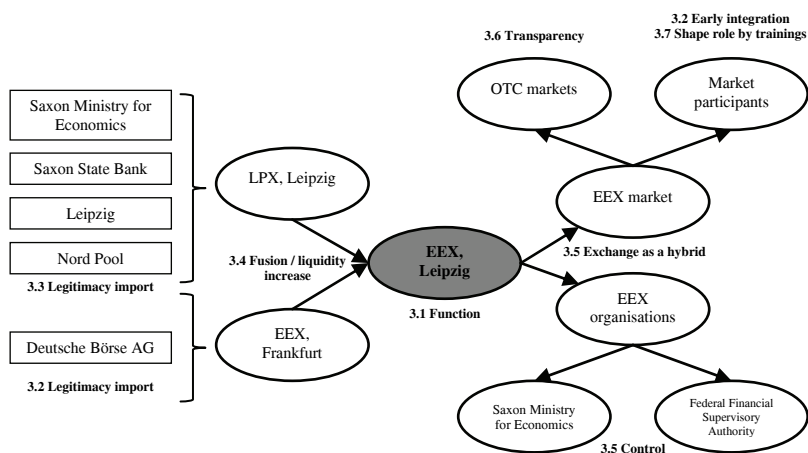 3.2 Early integration
3.7 Shape role by trainings
3.6 Transparency
OTC markets
Market
participants
Saxon Ministry for
Economics
Saxon State Bank
Leipzig
Nord Pool
3.3 Legitimacy import
LPX, Leipzig
EEX market
3.4 Fusion / liquidity
increase
EEX,
Leipzig
3.5 Exchange as a hybrid
3.1 Function
EEX
organisations
Deutsche Börse AG
3.2 Legitimacy import
EEX,
Frankfurt
Saxon Ministry
for Economics
Federal Financial
Supervisory
Authority
3.5 Control